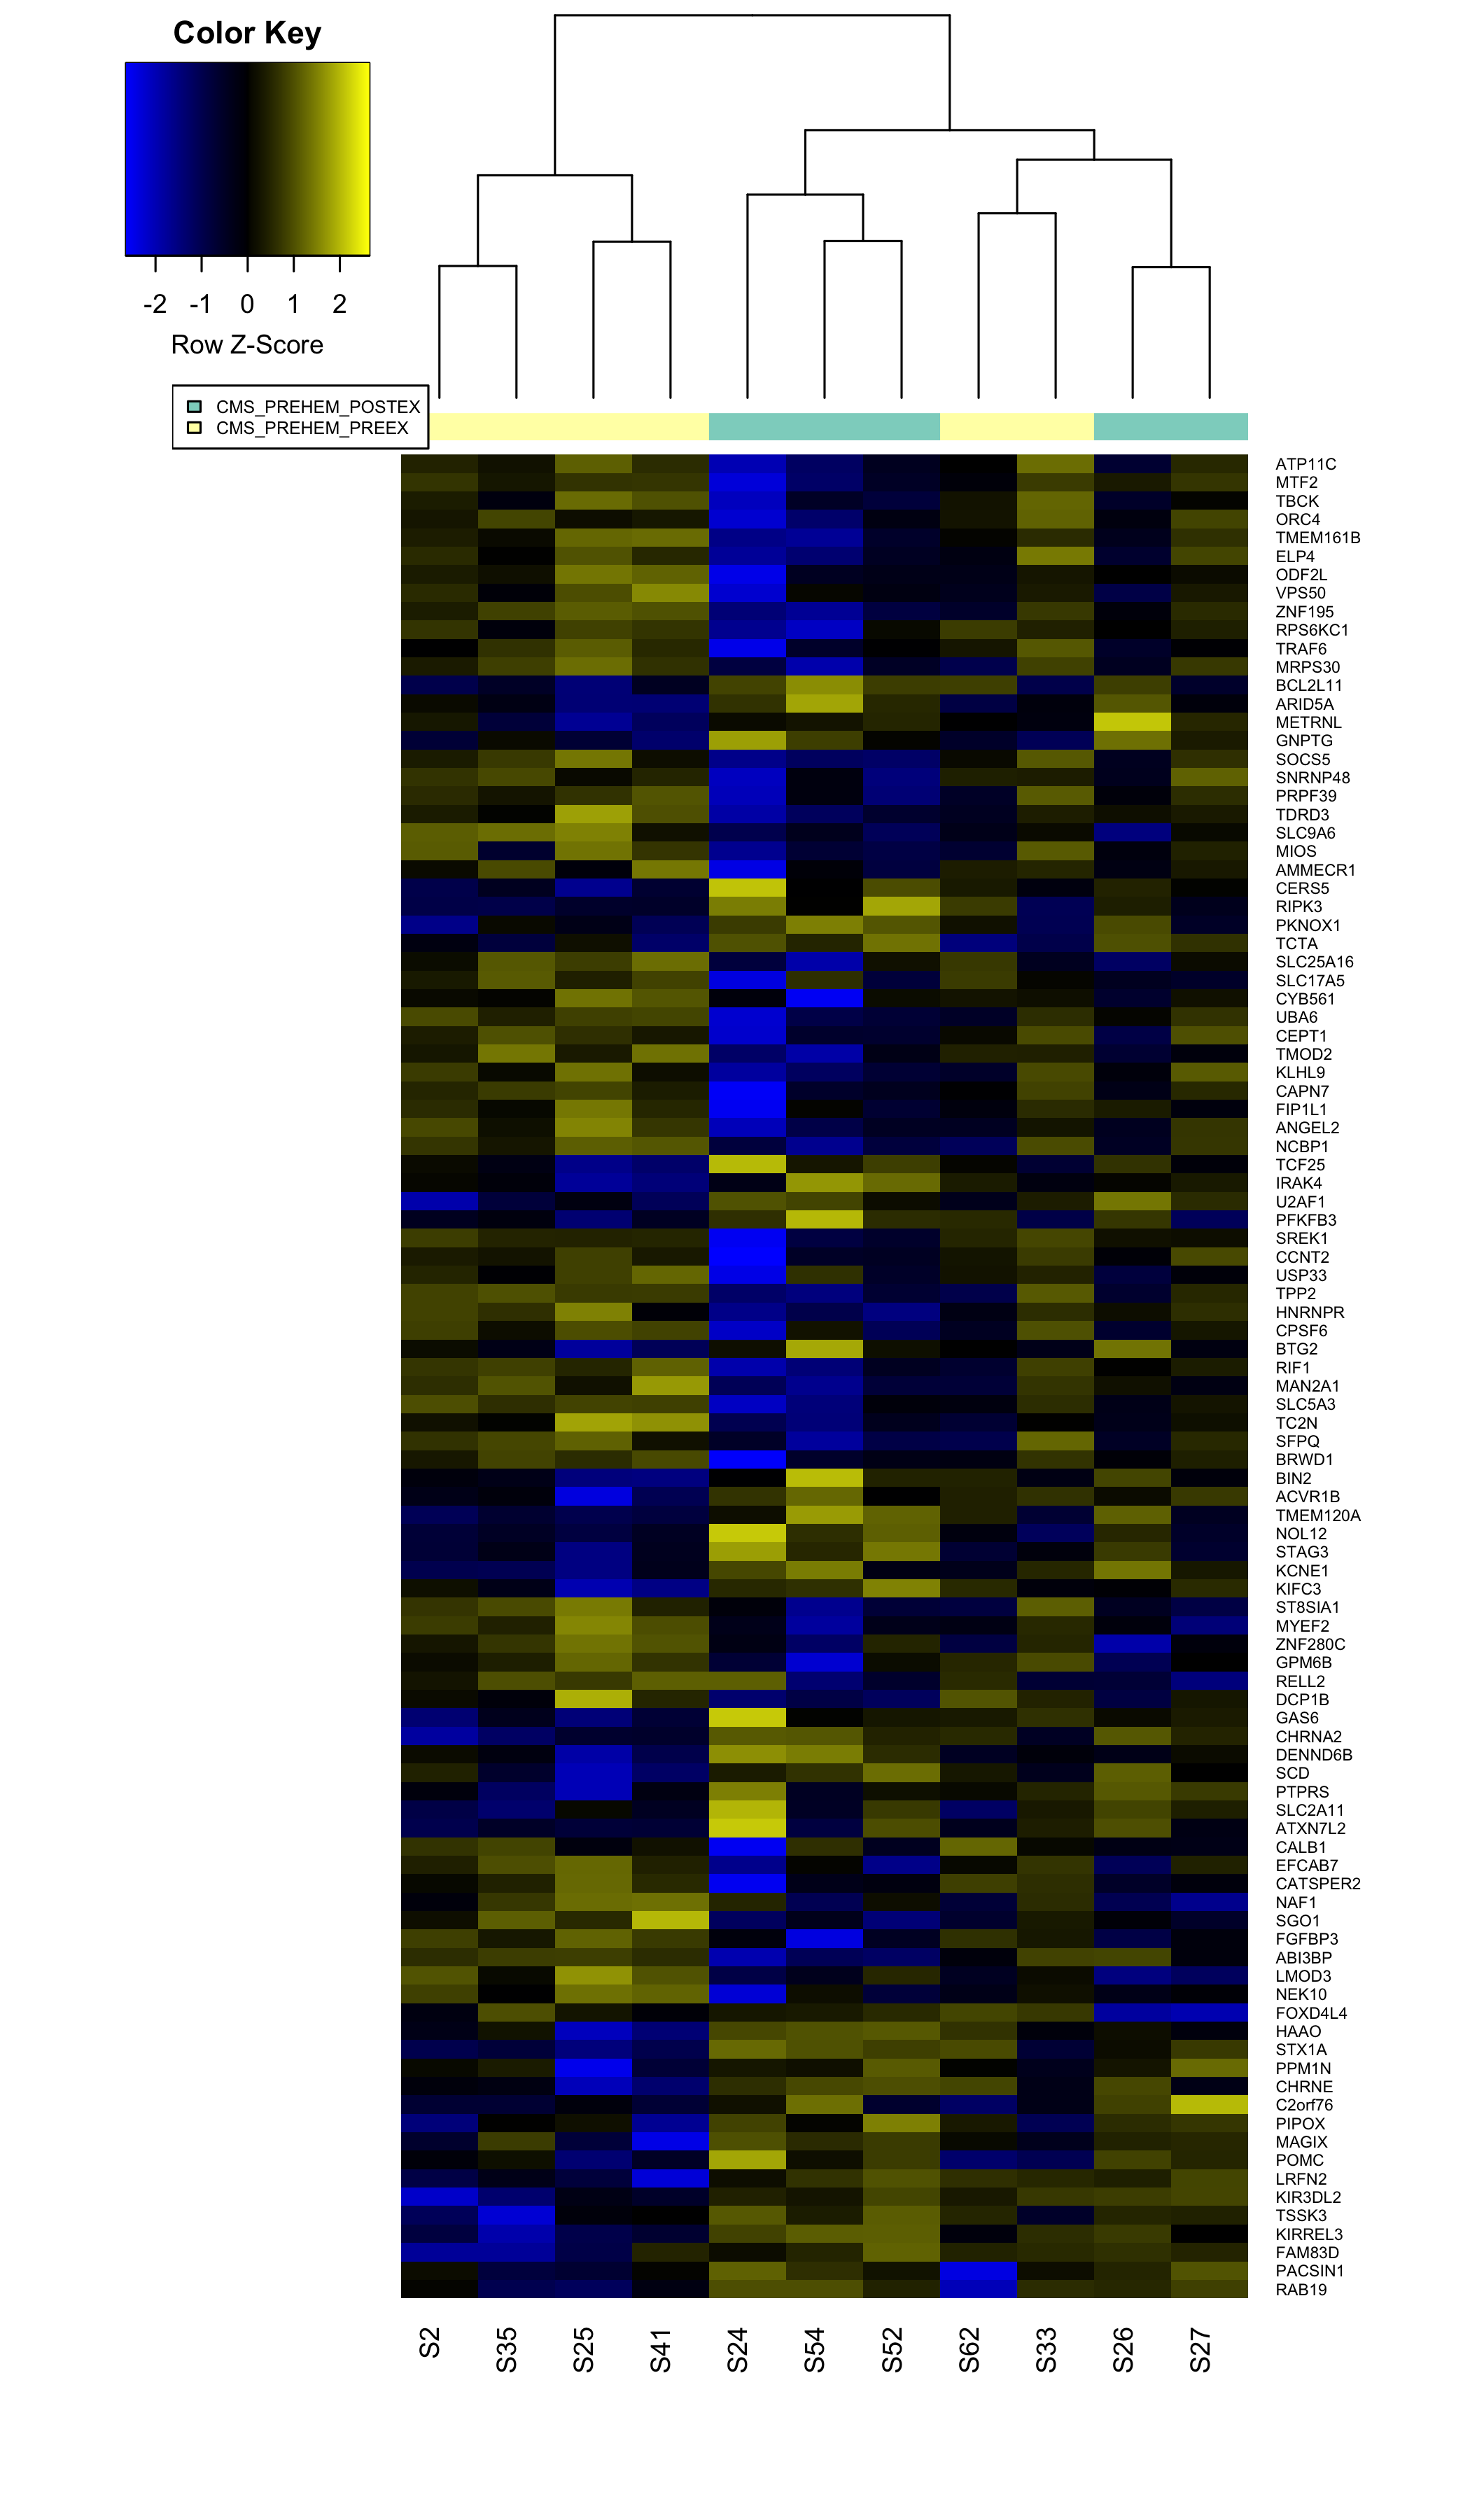 Color Key
-2 -1 0 1 2
Row Z-Score
CMS_PREHEM_POSTEX
CMS_PREHEM_PREEX
ATP11C
MTF2
TBCK
ORC4
TMEM161B
ELP4
ODF2L
VPS50
ZNF195
RPS6KC1
TRAF6
MRPS30
BCL2L11
ARID5A
METRNL
GNPTG
SOCS5
SNRNP48
PRPF39
TDRD3
SLC9A6
MIOS
AMMECR1
CERS5
RIPK3
PKNOX1
TCTA
SLC25A16
SLC17A5
CYB561
UBA6
CEPT1
TMOD2
KLHL9
CAPN7
FIP1L1
ANGEL2
NCBP1
TCF25
IRAK4
U2AF1
PFKFB3
SREK1
CCNT2
USP33
TPP2
HNRNPR
CPSF6
BTG2
RIF1
MAN2A1
SLC5A3
TC2N
SFPQ
BRWD1
BIN2
ACVR1B
TMEM120A
NOL12
STAG3
KCNE1
KIFC3
ST8SIA1
MYEF2
ZNF280C
GPM6B
RELL2
DCP1B
GAS6
CHRNA2
DENND6B
SCD
PTPRS
SLC2A11
ATXN7L2
CALB1
EFCAB7
CATSPER2
NAF1
SGO1
FGFBP3
ABI3BP
LMOD3
NEK10
FOXD4L4
HAAO
STX1A
PPM1N
CHRNE
C2orf76
PIPOX
MAGIX
POMC
LRFN2
KIR3DL2
TSSK3
KIRREL3
FAM83D
PACSIN1
RAB19
S2 S35 S25 S41 S24 S54 S52 S62 S33 S26 S27